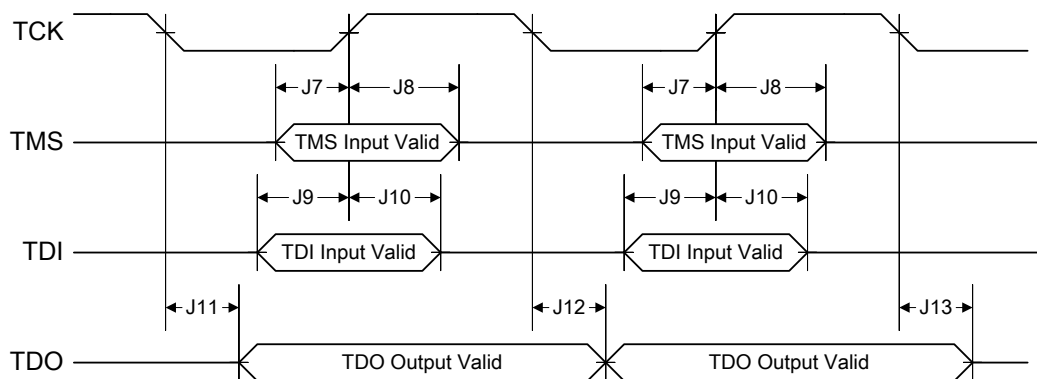 TCK
J7 J8 J7 J8
TMS TMS Input Valid TMS Input Valid
J9 J10 J9 J10
TDI TDI Input Valid TDI Input Valid
J11 J12 J13
TDO TDO Output Valid TDO Output Valid